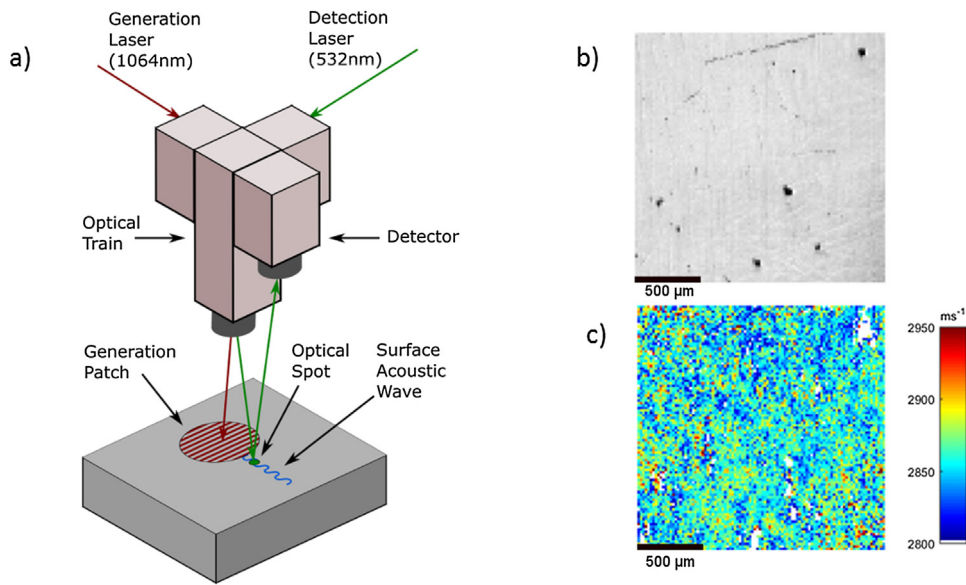 a)
Generation
Laser
(1064nm)
Detection
Laser
(532nm)
Optical
Train
Detector
Generation
Patch
Optical
Spot
Surface
Acoustic
Wave
b)
500 µm
c)
500 µm
ms⁻¹
2950
2900
2850
2800